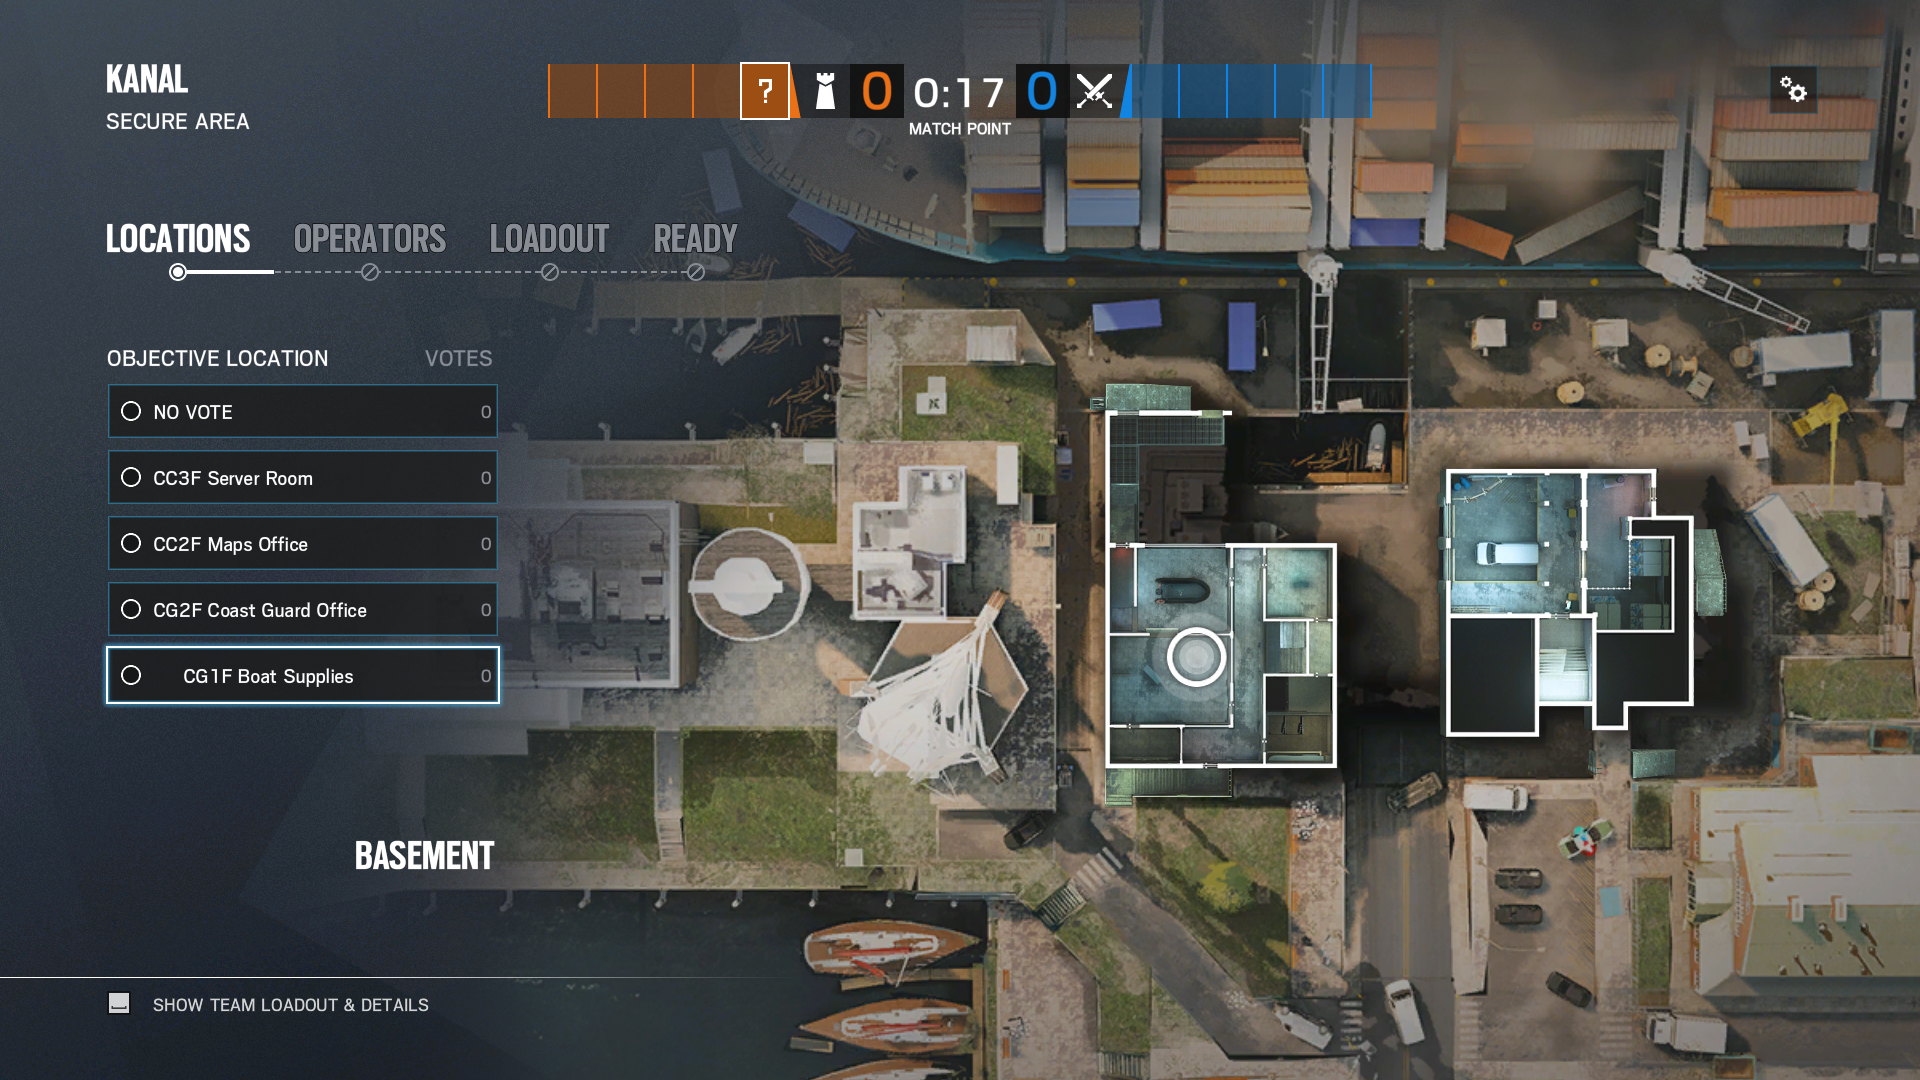 KANAL
SECURE AREA
?
0
0:17
0
MATCH POINT
LOCATIONS OPERATORS LOADOUT READY
OBJECTIVE LOCATION VOTES
NO VOTE 0
CC3F Server Room 0
CC2F Maps Office 0
CG2F Coast Guard Office 0
CG1F Boat Supplies 0
BASEMENT
SHOW TEAM LOADOUT & DETAILS